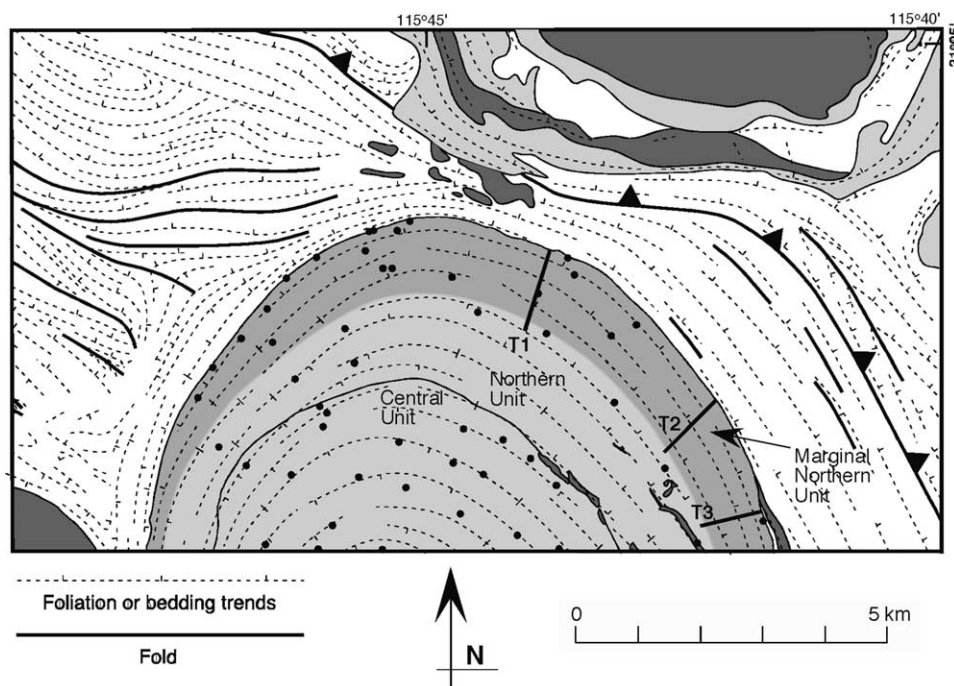 115°45'
115°40'
T1
Northern
Unit
Central
Unit
T2
Marginal
Northern
Unit
T3
Foliation or bedding trends
Fold
N
0
5 km